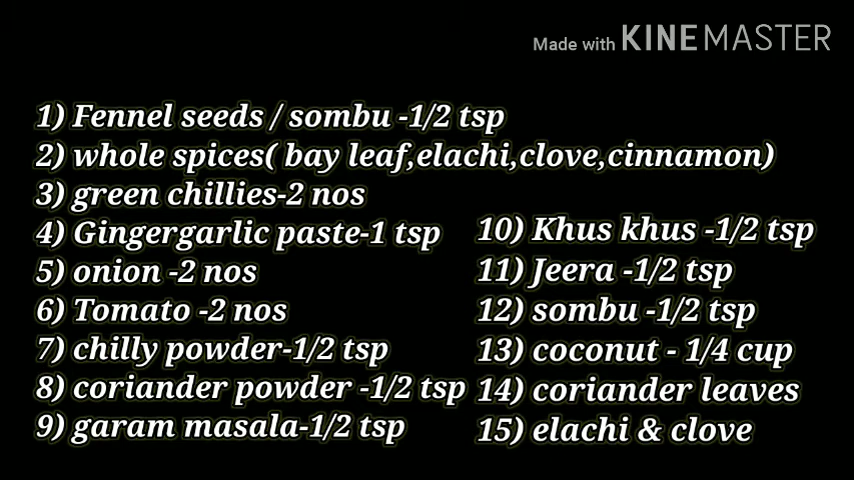 Made with KINEMASTER
1) Fennel seeds / sombu -1/2 tsp
2) whole spices( bay leaf,elachi,clove,cinnamon)
3) green chillies-2 nos
4) Gingergarlic paste-1 tsp
5) onion -2 nos
6) Tomato -2 nos
7) chilly powder-1/2 tsp
8) coriander powder -1/2 tsp
9) garam masala-1/2 tsp
10) Khus khus -1/2 tsp
11) Jeera -1/2 tsp
12) sombu -1/2 tsp
13) coconut - 1/4 cup
14) coriander leaves
15) elachi & clove